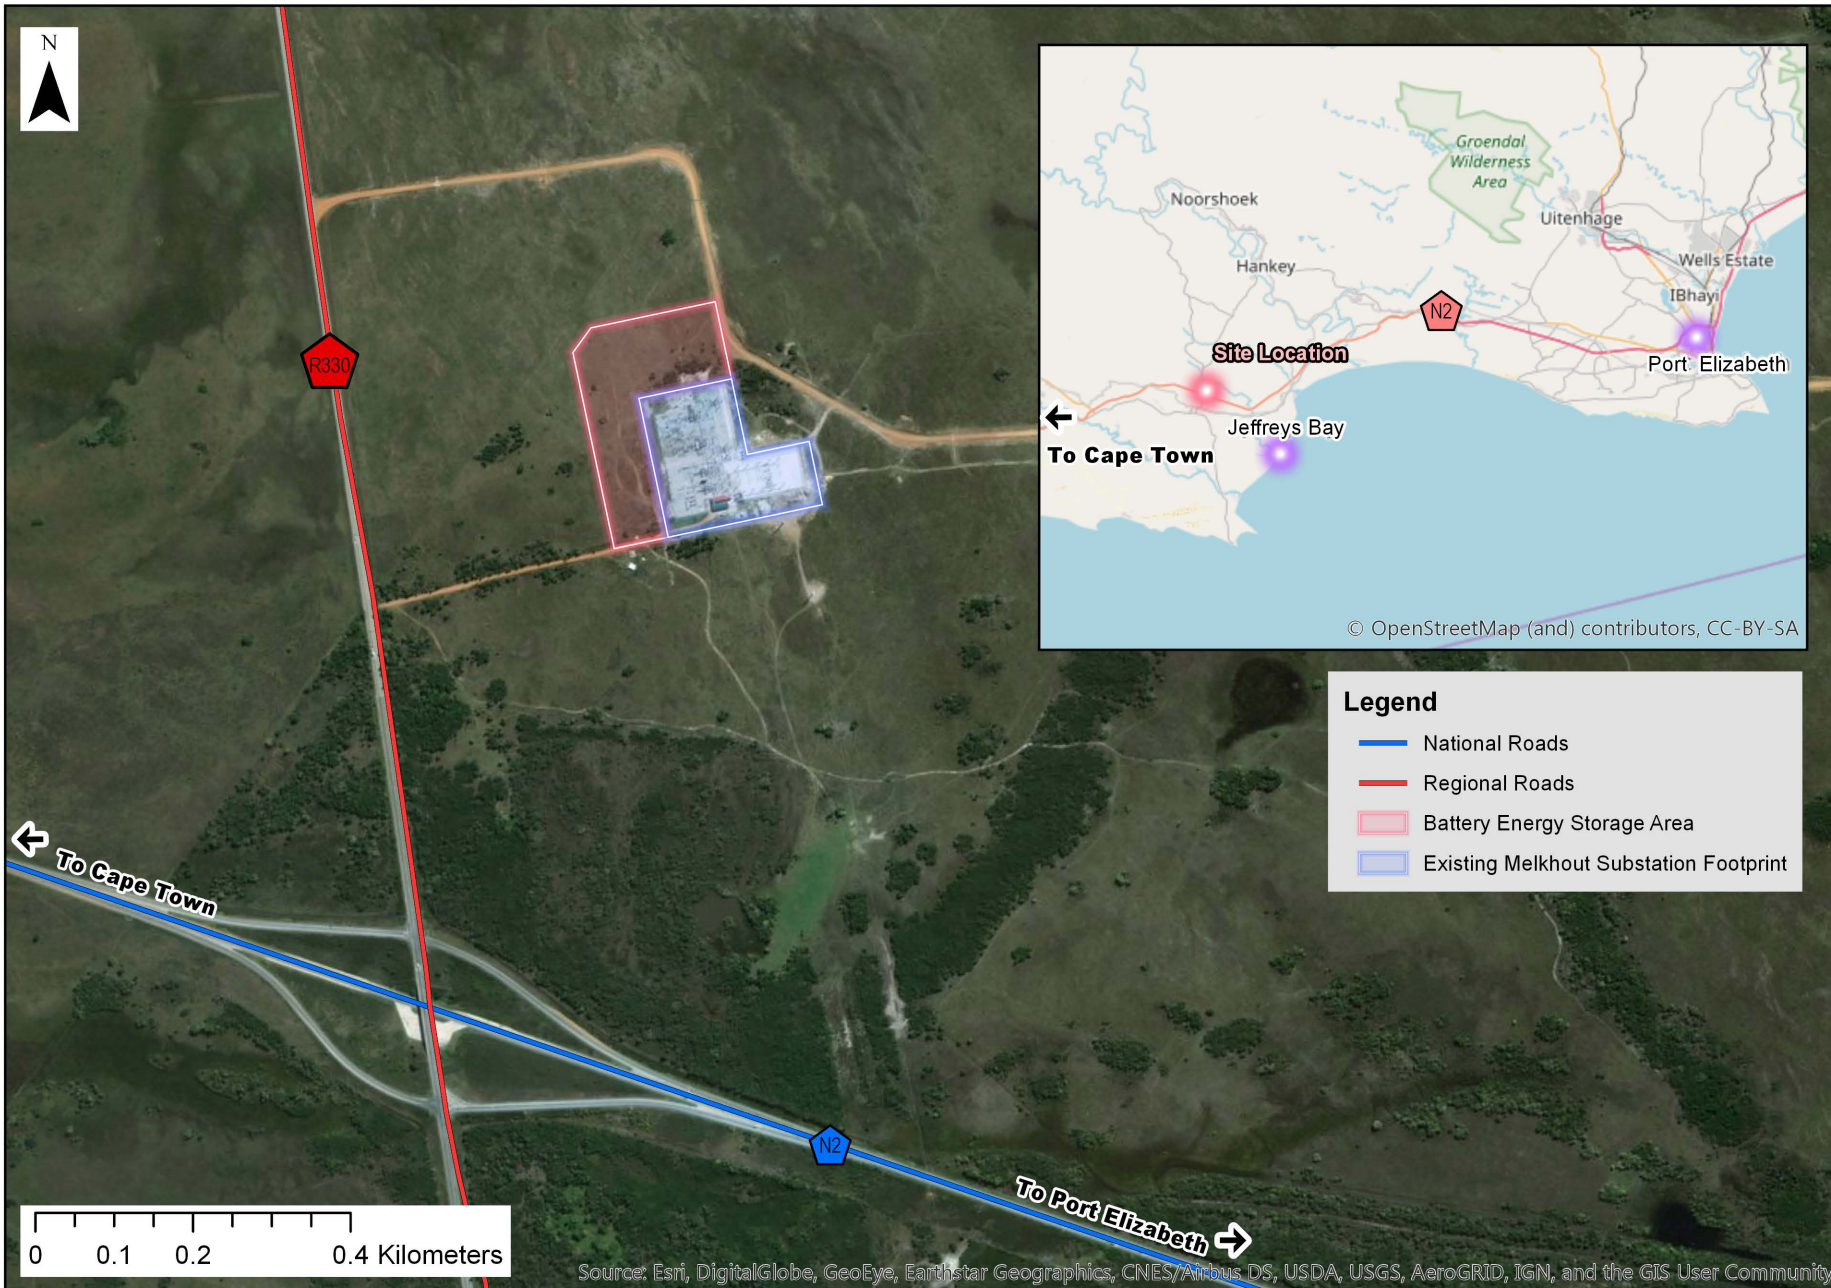 N
R330
Groendal
Wilderness
Area
Noorshoek
Uitenhage
Hankey
Wells Estate
IBhayi
N2
Site Location
Port. Elizabeth
Jeffreys Bay
To Cape Town
© OpenStreetMap (and) contributors, CC-BY-SA
Legend
National Roads
Regional Roads
Battery Energy Storage Area
Existing Melkhout Substation Footprint
To Cape Town
N2
To Port Elizabeth
0 0.1 0.2 0.4 Kilometers
Source: Esri, DigitalGlobe, GeoEye, Earthstar Geographics, CNES/Airbus DS, USDA, USGS, AeroGRID, IGN, and the GIS User Community